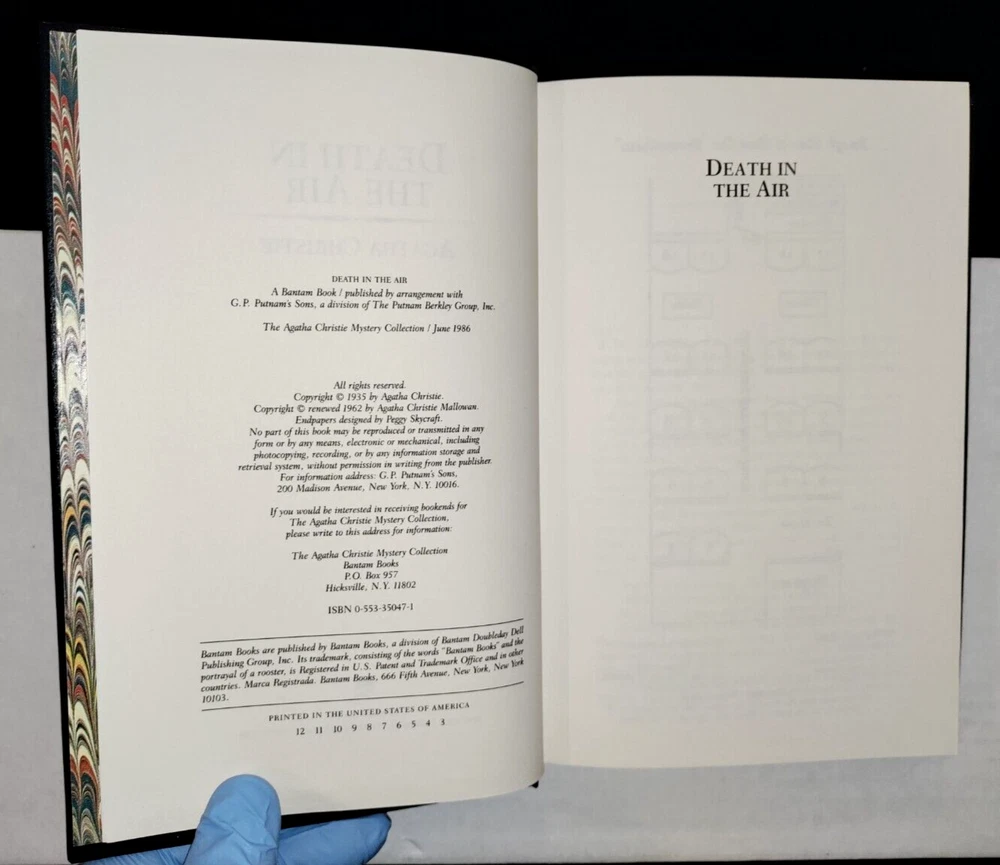 DEATH IN THE AIR
A Bantam Book / published by arrangement with
G. P. Putnam's Sons, a division of The Putnam Berkley Group, Inc.
The Agatha Christie Mystery Collection / June 1986
All rights reserved.
Copyright © 1935 by Agatha Christie.
Copyright © renewed 1962 by Agatha Christie Mallowan.
Endpapers designed by Peggy Skycraft.
No part of this book may be reproduced or transmitted in any
form or by any means, electronic or mechanical, including
photocopying, recording, or by any information storage and
retrieval system, without permission in writing from the publisher.
For information address: G. P. Putnam's Sons,
200 Madison Avenue, New York, N.Y. 10016.
If you would be interested in receiving bookends for
The Agatha Christie Mystery Collection,
please write to this address for information:
The Agatha Christie Mystery Collection
Bantam Books
P.O. Box 957
Hicksville, N.Y. 11802
ISBN 0-553-35047-1
Bantam Books are published by Bantam Books, a division of Bantam Doubleday Dell
Publishing Group, Inc. Its trademark, consisting of the words "Bantam Books" and the
portrayal of a rooster, is Registered in U.S. Patent and Trademark Office and in other
countries. Marca Registrada. Bantam Books, 666 Fifth Avenue, New York, New York
10103.
PRINTED IN THE UNITED STATES OF AMERICA
12 11 10 9 8 7 6 5 4 3
DEATH IN
THE AIR
DEATH IN
THE AIR
AGATHA CHRISTIE